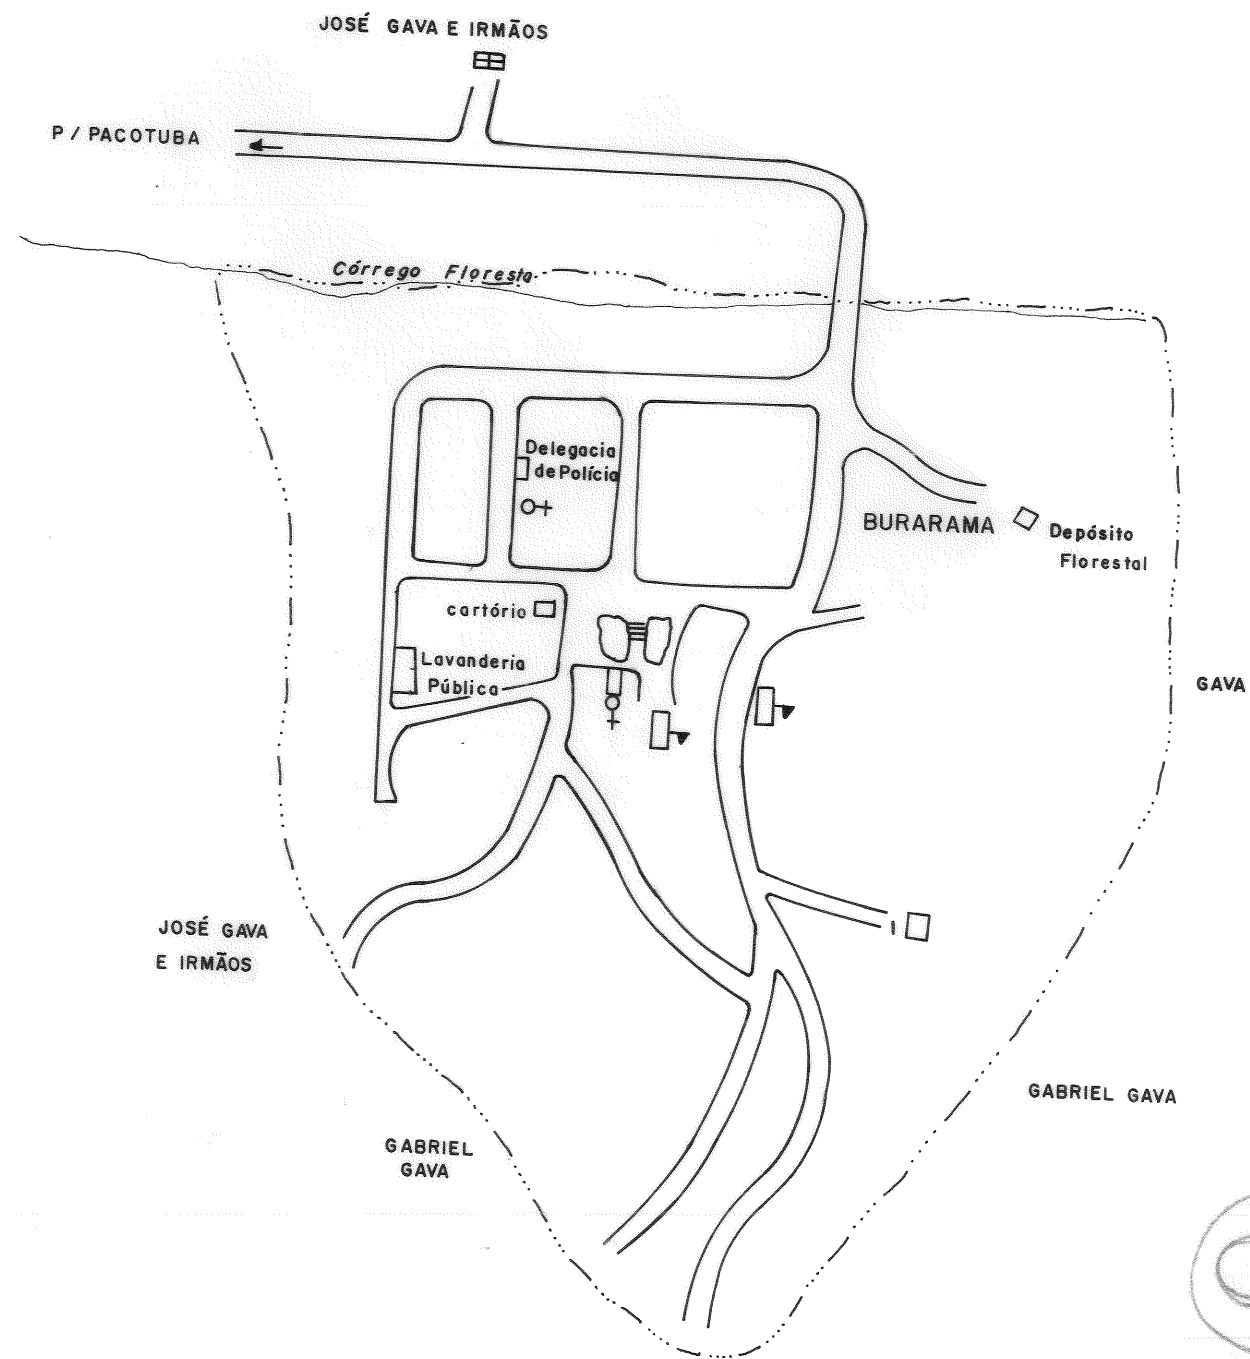 JOSÉ GAVA E IRMÃOS
P/ PACOTUBA
Córrego Floresta
Delegacia
de Polícia
BURARAMA
Depósito
Florestal
cartório
Lavanderia
Pública
GAVA
JOSÉ GAVA
E IRMÃOS
GABRIEL GAVA
GABRIEL
GAVA